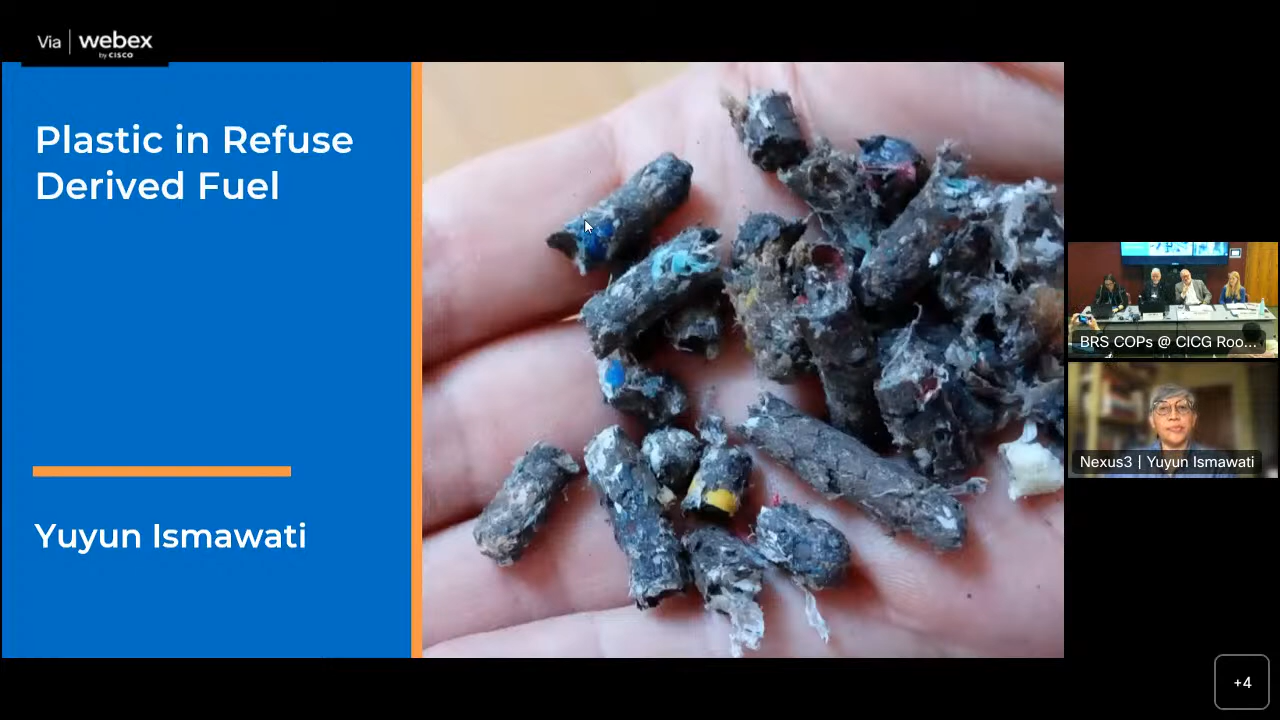 Via | webex
by CISCO
Plastic in Refuse
Derived Fuel
Yuyun Ismawati
BRS COPs @ CICG Roo...
Nexus3 | Yuyun Ismawati
+4